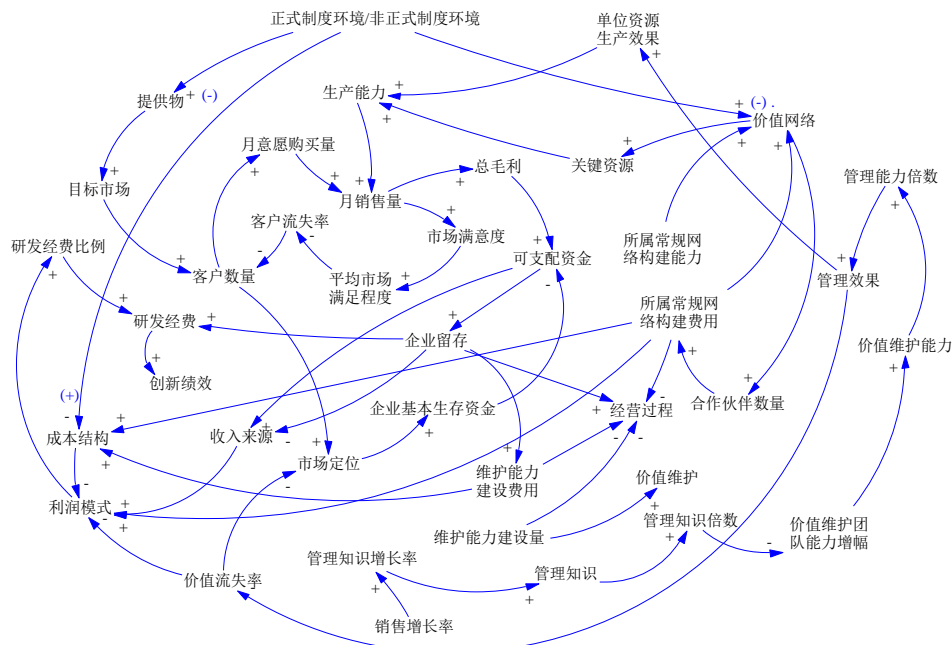 正式制度环境/非正式制度环境
单位资源
生产效果
+
+
提供物
+ (-)
生产能力
+
+
+ (-) .
价值网络
+
+
月意愿购买量
+
总毛利
+
关键资源
+
管理能力倍数
+
目标市场
+
月销售量
+
+
客户流失率
-
市场满意度
+
所属常规网
络构建能力
研发经费比例
+
客户数量
+
-
平均市场
满足程度
+
可支配资金
+
-
管理效果
+
研发经费
+
+
企业留存
+
所属常规网
络构建费用
+
价值维护能力
+
创新绩效
+
(+)
-
成本结构
+
+
收入来源
+
-
企业基本生存资金
+
经营过程
+
-
-
-
合作伙伴数量
+
市场定位
+
-
维护能力
建设费用
+
价值维护
+
利润模式
-
-
+
+
维护能力建设量
管理知识倍数
+
价值维护团
队能力增幅
-
价值流失率
-
管理知识增长率
+
管理知识
+
销售增长率